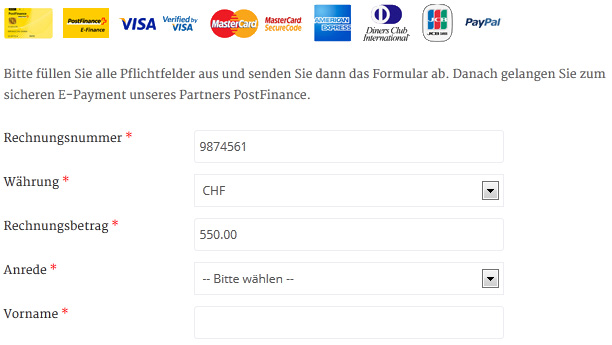 PostFinance PostFinance E-Finance VISA Verified by VISA MasterCard MasterCard SecureCode AMERICAN EXPRESS Diners Club International JCB PayPal
Bitte füllen Sie alle Pflichtfelder aus und senden Sie dann das Formular ab. Danach gelangen Sie zum
sicheren E-Payment unseres Partners PostFinance.
Rechnungsnummer * 9874561
Währung * CHF
Rechnungsbetrag * 550.00
Anrede * -- Bitte wählen --
Vorname *